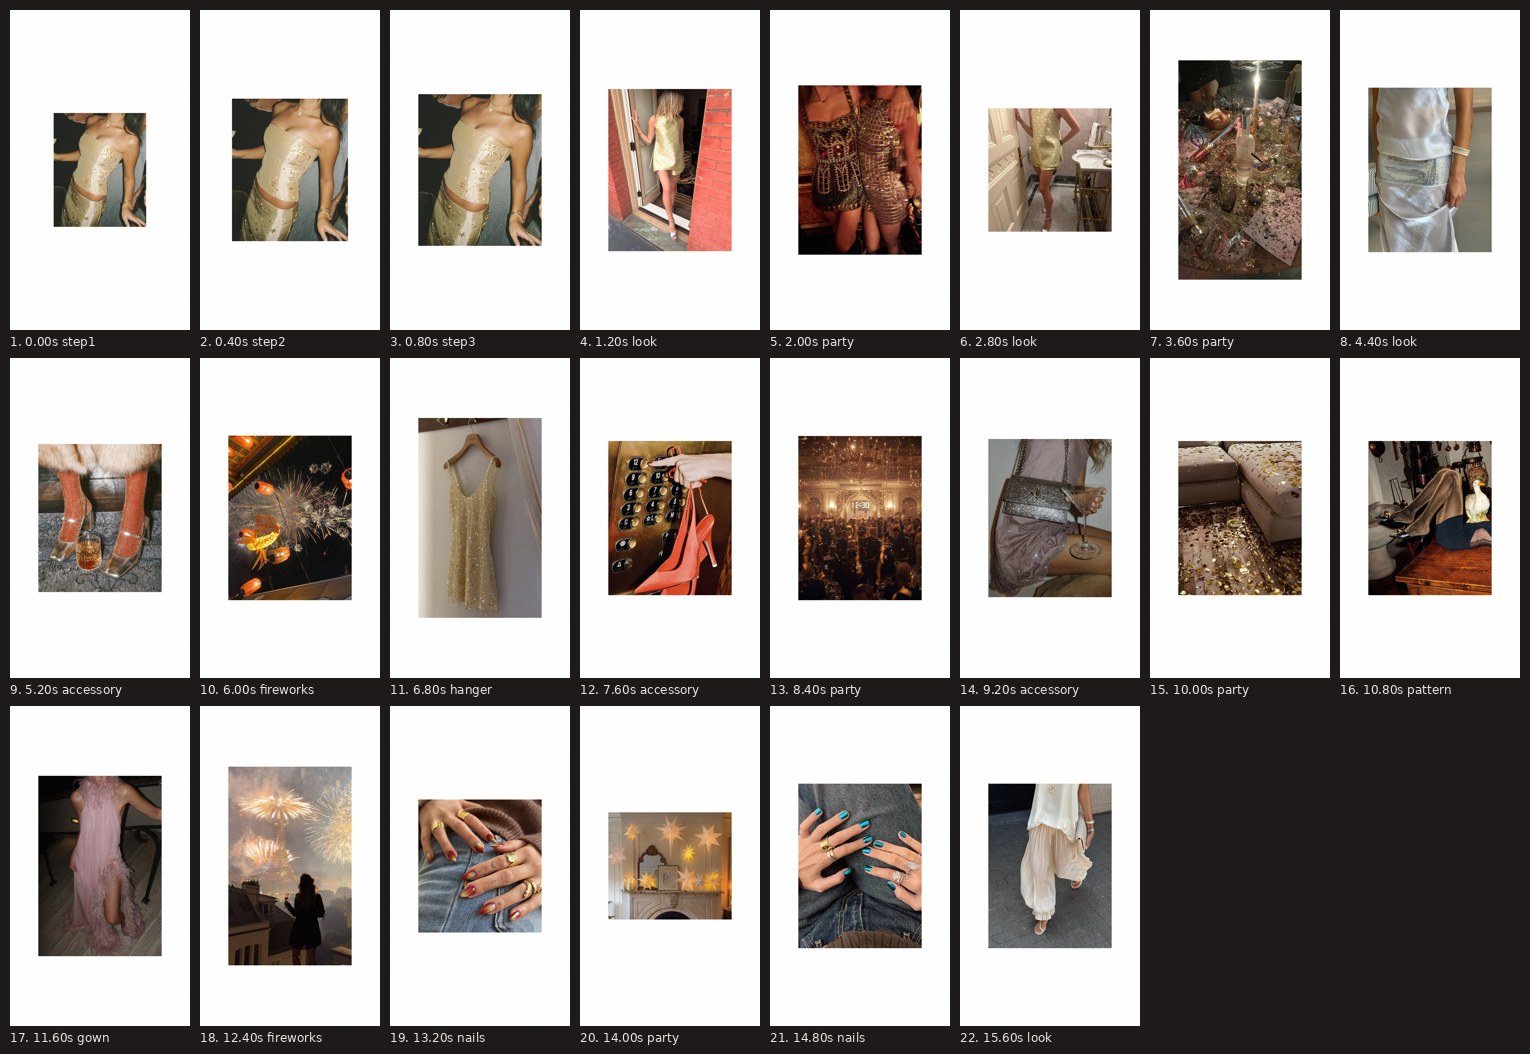 1. 0.00s step1
2. 0.40s step2
3. 0.80s step3
4. 1.20s look
5. 2.00s party
6. 2.80s look
7. 3.60s party
8. 4.40s look
9. 5.20s accessory
10. 6.00s fireworks
11. 6.80s hanger
12. 7.60s accessory
13. 8.40s party
14. 9.20s accessory
15. 10.00s party
16. 10.80s pattern
17. 11.60s gown
18. 12.40s fireworks
19. 13.20s nails
20. 14.00s party
21. 14.80s nails
22. 15.60s look